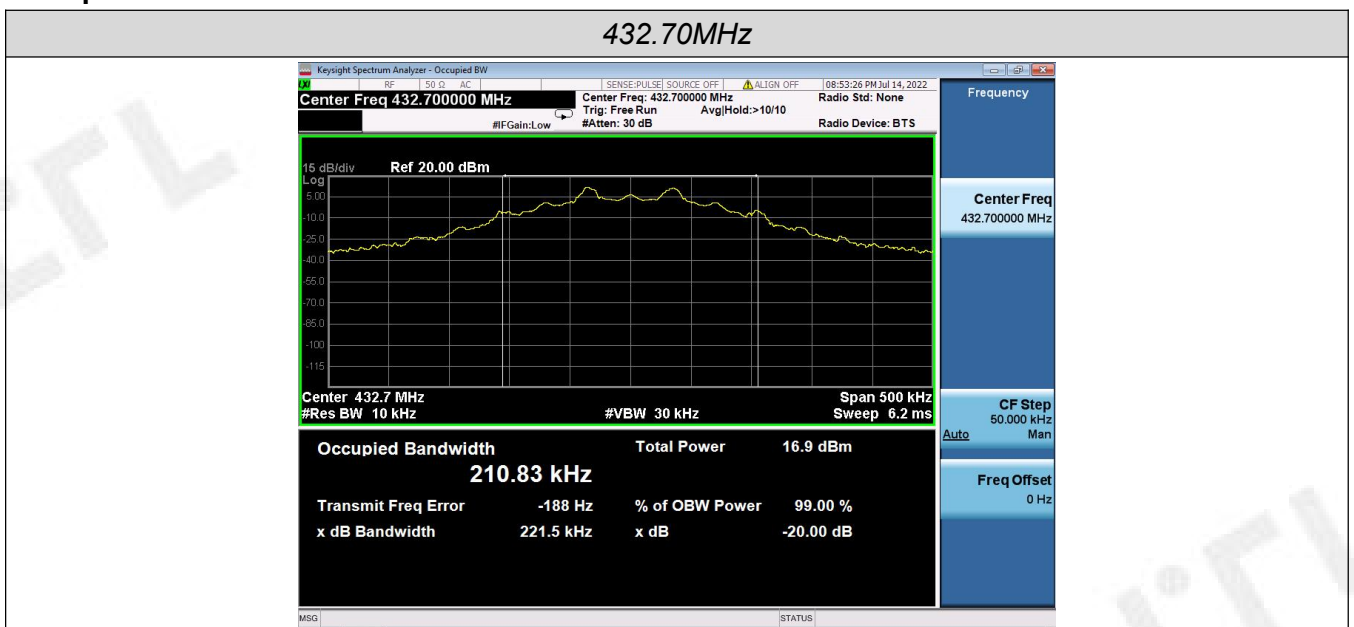 432.70MHz
Keysight Spectrum Analyzer - Occupied BW
RF 50 Ω AC SENSE:PULSE SOURCE OFF ALIGN OFF 08:53:26 PM Jul 14, 2022
Center Freq 432.700000 MHz
Center Freq: 432.700000 MHz
Radio Std: None
Trig: Free Run Avg|Hold:>10/10
#IFGain:Low #Atten: 30 dB Radio Device: BTS
15 dB/div Ref 20.00 dBm
Log
5.00
-10.0
-25.0
-40.0
-55.0
-70.0
-85.0
-100
-115
Center 432.7 MHz Span 500 kHz
#Res BW 10 kHz #VBW 30 kHz Sweep 6.2 ms
Occupied Bandwidth Total Power 16.9 dBm
210.83 kHz
Transmit Freq Error -188 Hz % of OBW Power 99.00 %
x dB Bandwidth 221.5 kHz x dB -20.00 dB
MSG STATUS
Frequency
Center Freq
432.700000 MHz
CF Step
50.000 kHz
Auto Man
Freq Offset
0 Hz